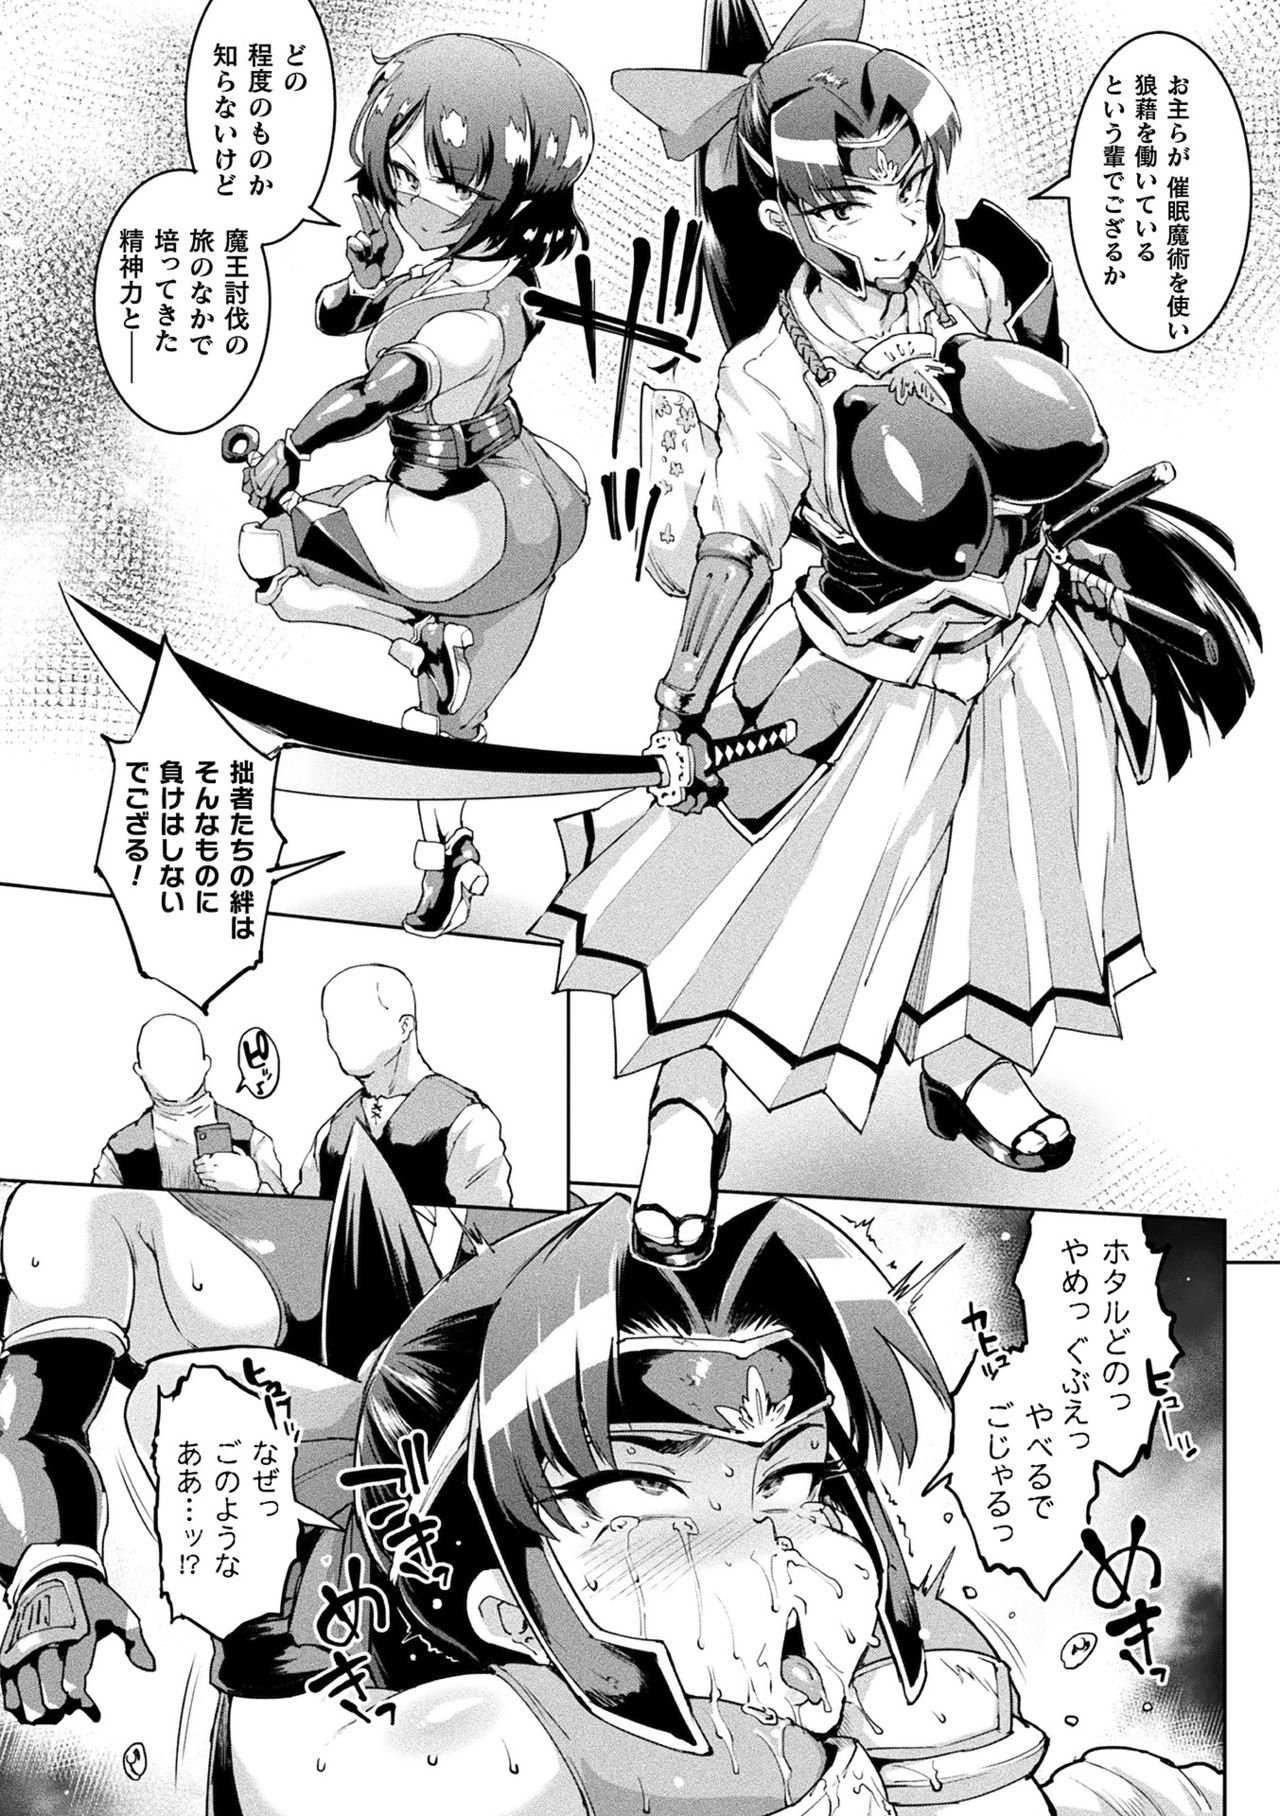 お主らが 催眠魔術を使い
狼藉を働いている
という輩でござるか
どの
程度のものか
知らないけど
魔王討伐の
旅のなかで
培ってきた
精神力と――
ザッ
拙者たちの絆は
そんなものに
負けはしない
でござる！
ピッ
ホタルどのっ
やめっぐぶえっ
やべるで
ごじゃるっ
カヒュッ
ヒュー
ヒュッ
なぜっ
このような
ああ…ッ!?
めきっ
めきっ
めきっ